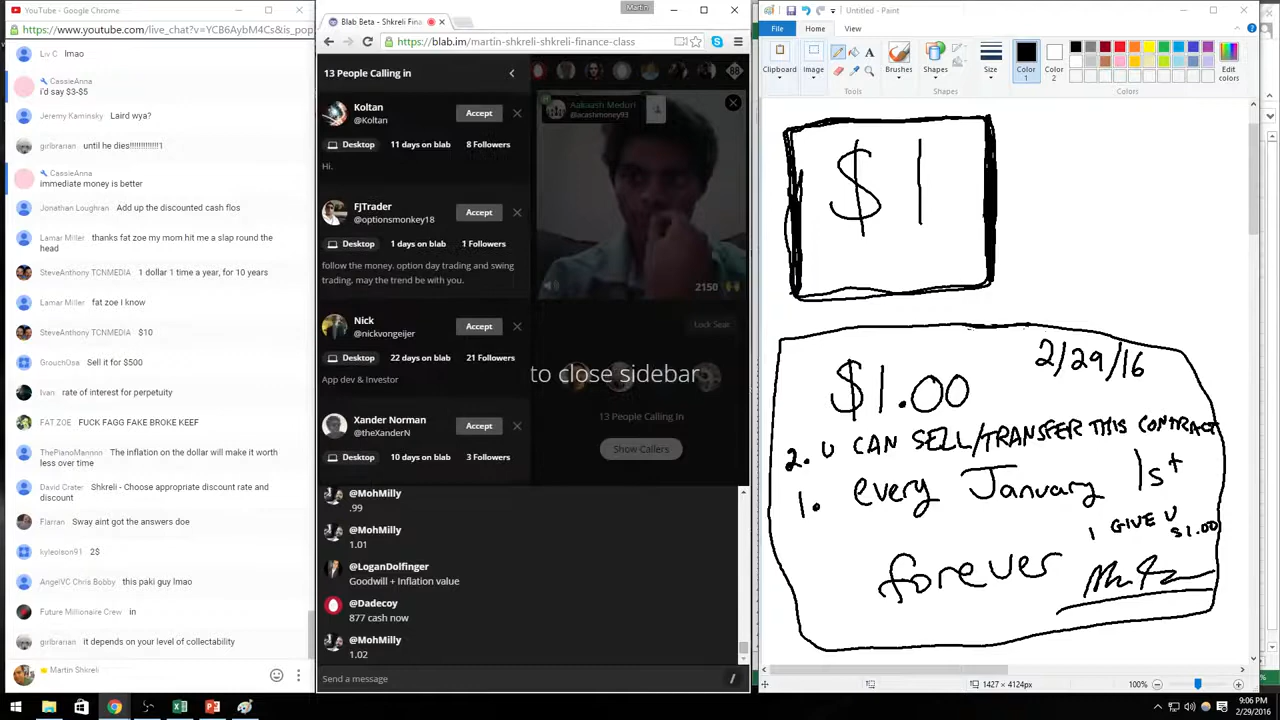 YouTube - Google Chrome
https://www.youtube.com/live_chat?v=YCB6AybM4Cs&is_pop
Liv C lmao
CassieAnna
i'd say $3-$5
Jeremy Kaminsky Laird wya?
girlbrarian until he dies!!!!!!!!!!!!!1
CassieAnna
immediate money is better
Jonathan Loughran Add up the discounted cash flos
Lamar Miller thanks fat zoe my mom hit me a slap round the
head
SteveAnthony TCNMEDIA 1 dollar 1 time a year, for 10 years
Lamar Miller fat zoe I know
SteveAnthony TCNMEDIA $10
GrouchOsa Sell it for $500
Ivan rate of interest for perpetuity
FAT ZOE FUCK FAGG FAKE BROKE KEEF
ThePianoMannnn The inflation on the dollar will make it worth
less over time
David Crater Shkreli - Choose appropriate discount rate and
discount
Flarran Sway aint got the answers doe
kyleolson91 2$
AngelVC Chris Bobby this paki guy lmao
Future Millionaire Crew in
girlbrarian it depends on your level of collectability
Martin Shkreli
Martin
Blab Beta - Shkreli Fina
https://blab.im/martin-shkreli-shkreli-finance-class
13 People Calling in
88
Koltan
@Koltan
Accept
Desktop 11 days on blab 8 Followers
Hi.
FjTrader
@optionsmonkey18
Accept
Desktop 1 days on blab 1 Followers
follow the money. option day trading and swing
trading, may the trend be with you.
Nick
@nickvongeijer
Accept
Desktop 22 days on blab 21 Followers
App dev & Investor
Xander Norman
@theXanderN
Accept
Desktop 10 days on blab 3 Followers
Aakaash Meduri
@acashmoney93
2150
Lock Seat
to close sidebar
13 People Calling In
Show Callers
@MohMilly
.99
@MohMilly
1.01
@LoganDolfinger
Goodwill + Inflation value
@Dadecoy
877 cash now
@MohMilly
1.02
Send a message
Untitled - Paint
File Home View
Clipboard
Image
Tools
Brushes
Shapes
Size
Color
1
Color
2
Edit
colors
Colors
$ 1
2/29/16
$1.00
2. U CAN SELL/TRANSFER THIS CONTRACT
1. every January 1st
I GIVE U
$1.00
forever
1427 × 4124px
100%
9:06 PM
2/29/2016